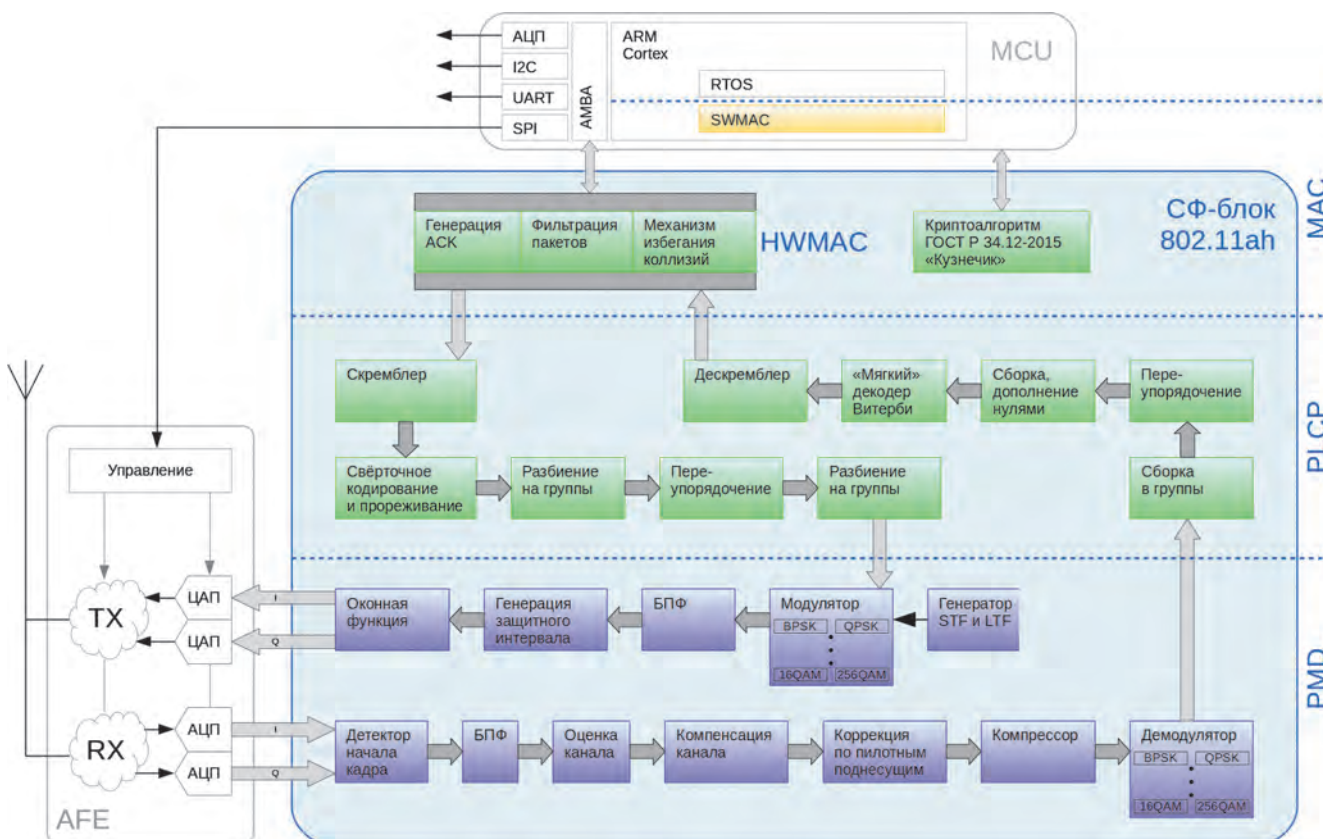 АЦП
I2C
UART
SPI
AMBA
ARM
Cortex
RTOS
SWMAC
MCU
Генерация
ACK
Фильтрация
пакетов
Механизм
избегания
коллизий
HWMAC
Криптоалгоритм
ГОСТ Р 34.12-2015
«Кузнечик»
СФ-блок
802.11ah
MAC
Скремблер
Дескремблер
«Мягкий»
декодер
Витерби
Сборка,
дополнение
нулями
Пере-
упорядочение
PLCP
Управление
Свёрточное
кодирование
и прореживание
Разбиение
на группы
Пере-
упорядочение
Разбиение
на группы
Сборка
в группы
TX
ЦАП
ЦАП
I
Q
Оконная
функция
Генерация
защитного
интервала
БПФ
Модулятор
BPSK
QPSK
16QAM
256QAM
Генератор
STF и LTF
PMD
RX
АЦП
АЦП
I
Q
Детектор
начала
кадра
БПФ
Оценка
канала
Компенсация
канала
Коррекция
по пилотным
поднесущим
Компрессор
Демодулятор
BPSK
QPSK
16QAM
256QAM
AFE